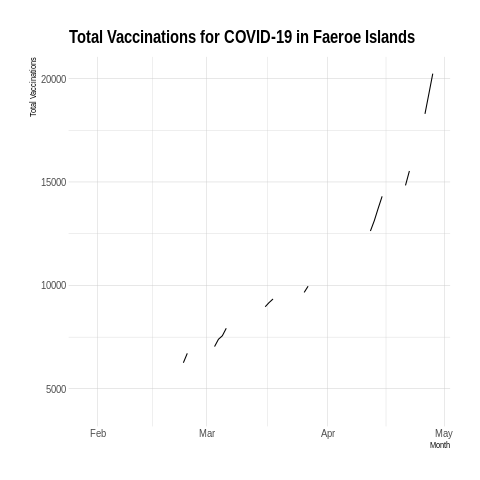 Total Vaccinations for COVID-19 in Faeroe Islands
Total Vaccinations
20000
15000
10000
5000
Feb
Mar
Apr
May
Month